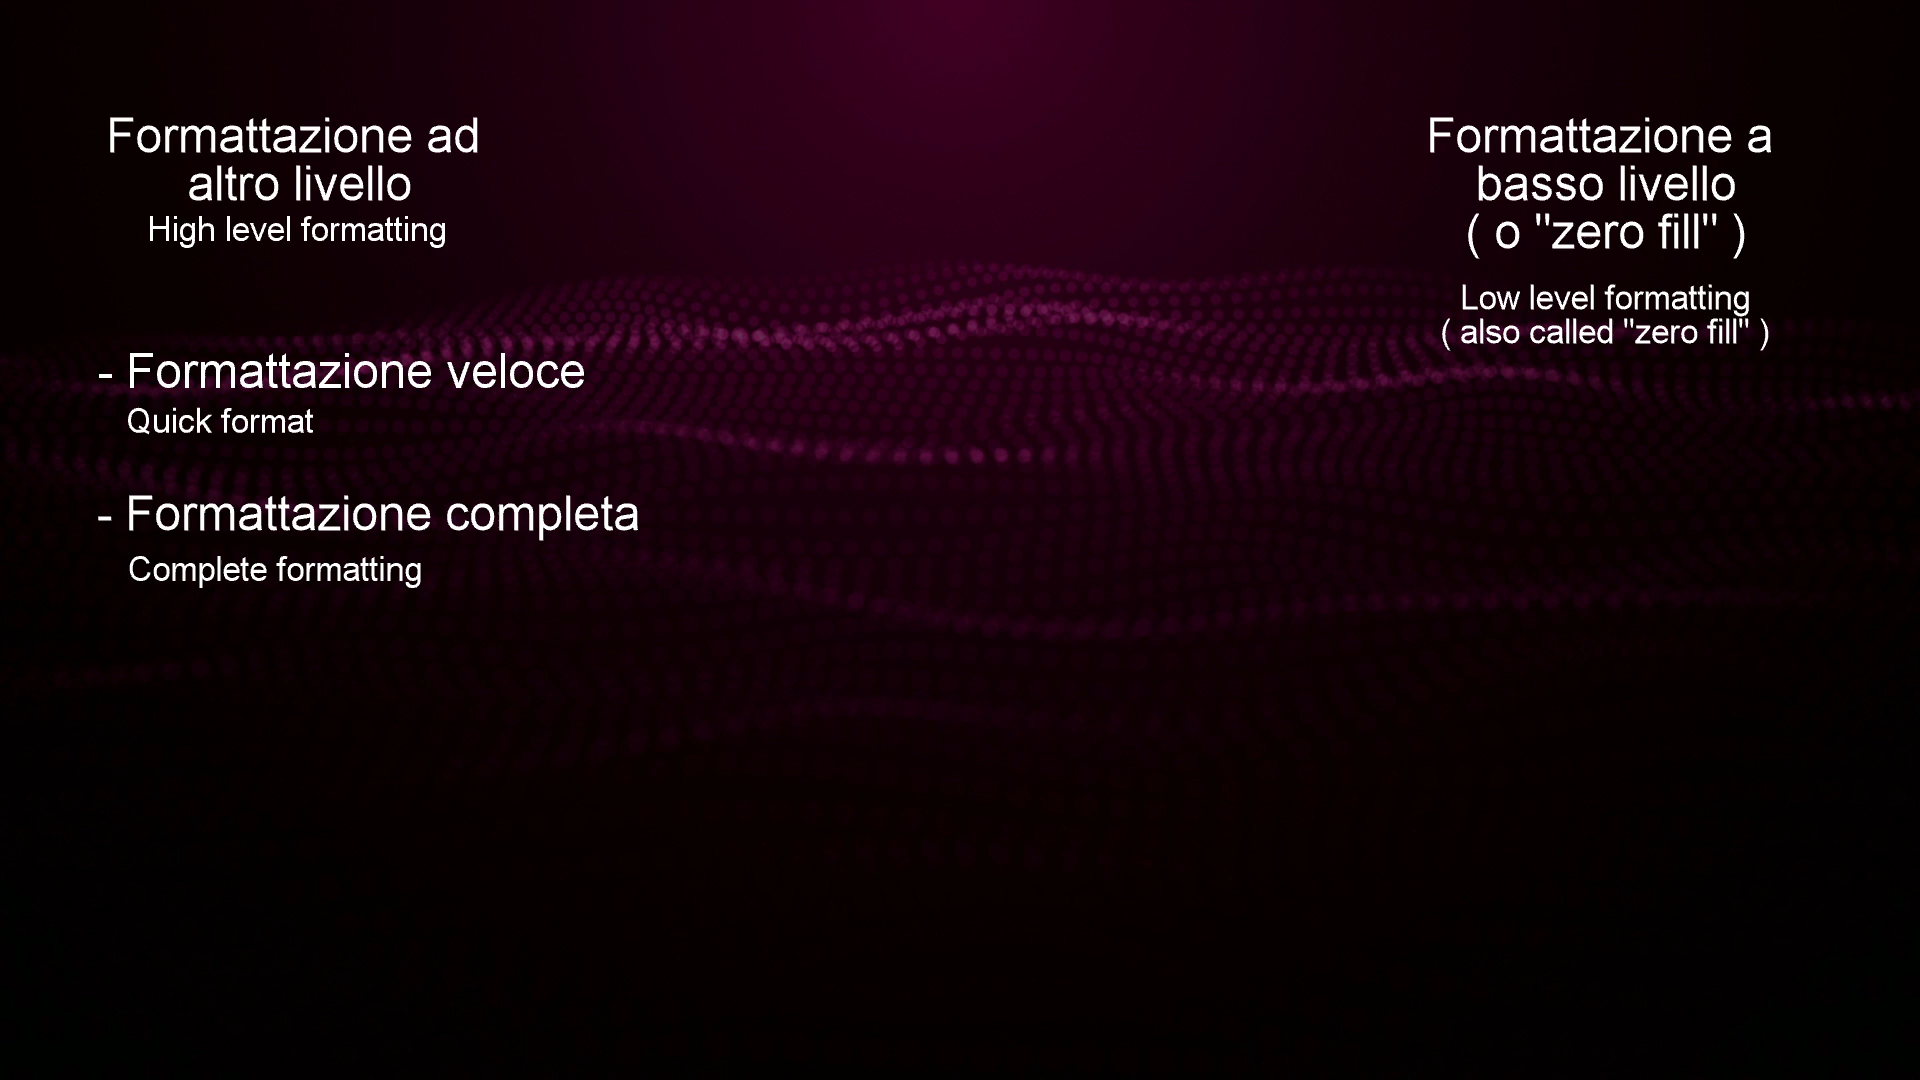 Formattazione ad
altro livello
High level formatting
- Formattazione veloce
Quick format
- Formattazione completa
Complete formatting
Formattazione a
basso livello
( o "zero fill" )
Low level formatting
( also called "zero fill" )